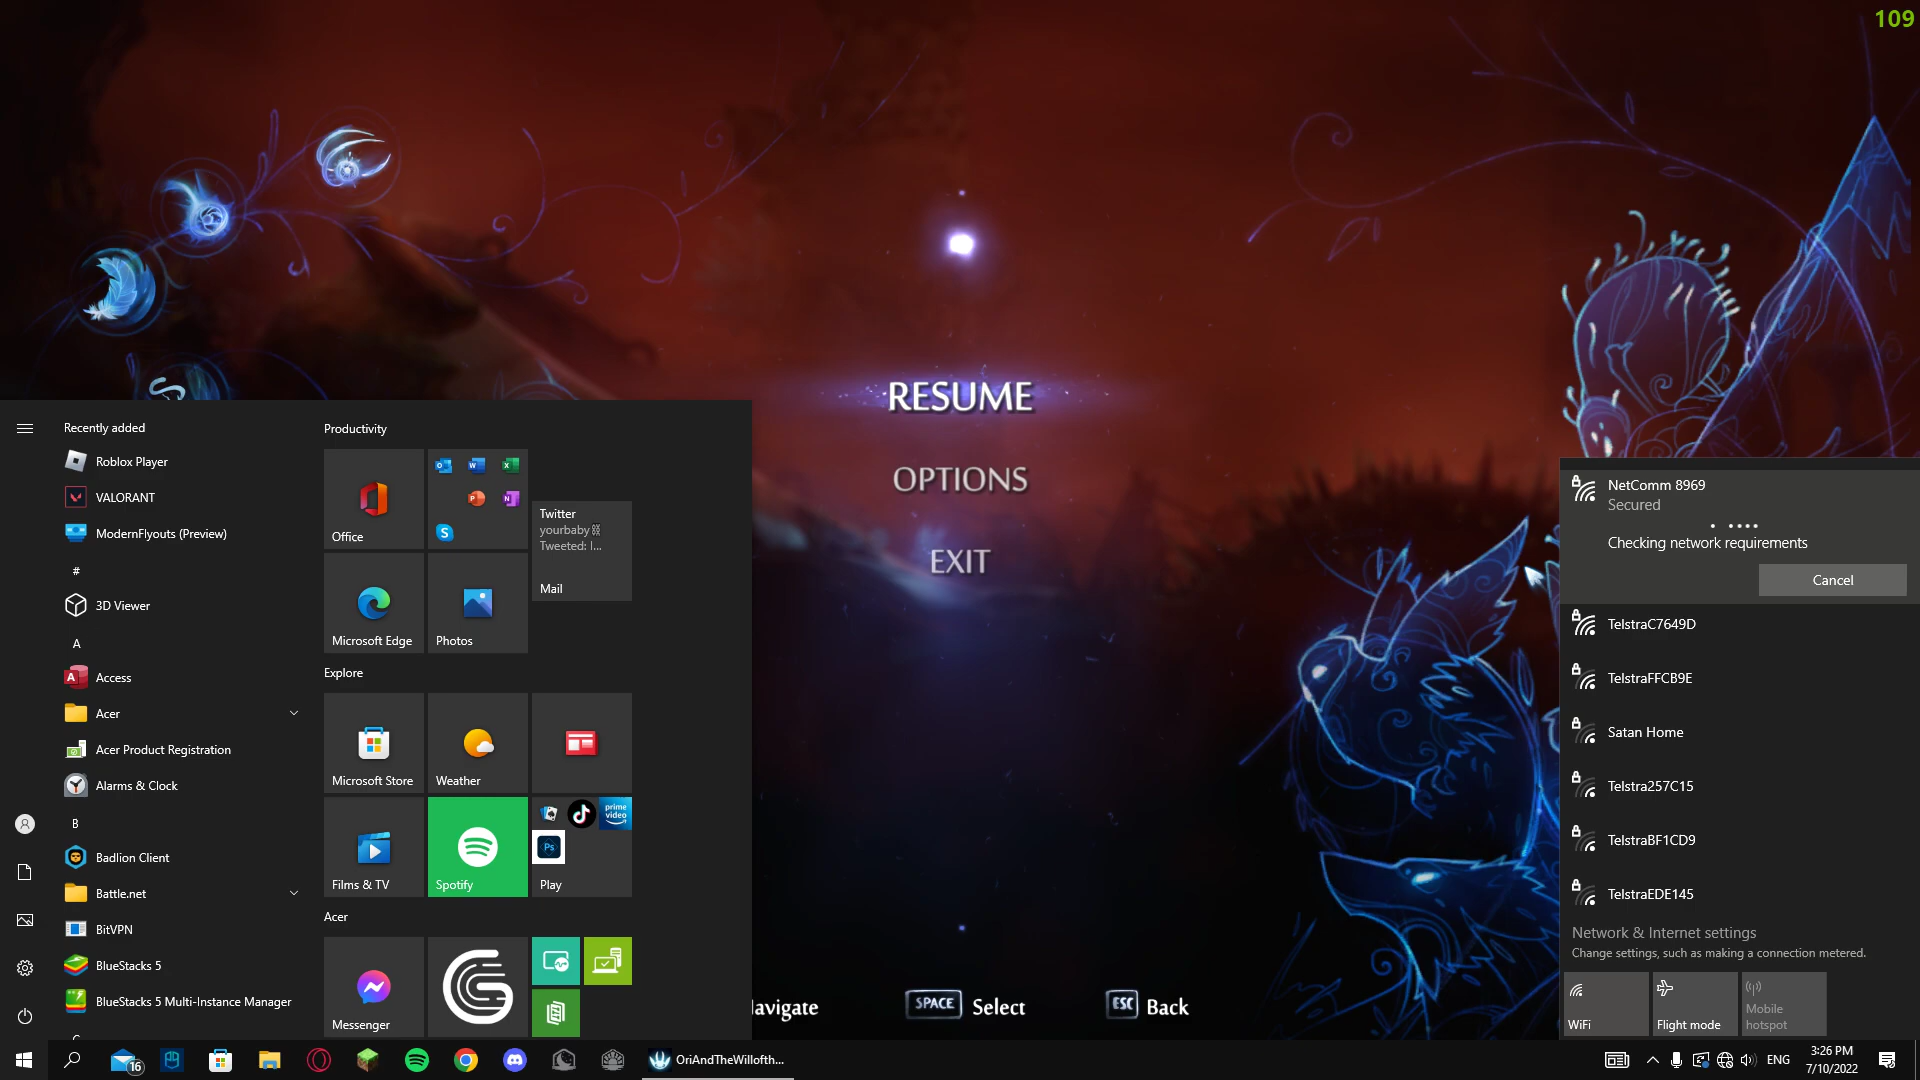 109
RESUME
OPTIONS
EXIT
SPACE Select
ESC Back
Recently added
Roblox Player
VALORANT
ModernFlyouts (Preview)
#
3D Viewer
A
Access
Acer
Acer Product Registration
Alarms & Clock
B
Badlion Client
Battle.net
BitVPN
BlueStacks 5
BlueStacks 5 Multi-Instance Manager
Productivity
Office
Twitter
yourbaby
Tweeted: I...
Mail
Microsoft Edge
Photos
Explore
Microsoft Store
Weather
Films & TV
Spotify
prime video
Ps
Play
Acer
Messenger
NetComm 8969
Secured
Checking network requirements
Cancel
TelstraC7649D
TelstraFFCB9E
Satan Home
Telstra257C15
TelstraBF1CD9
TelstraEDE145
Network & Internet settings
Change settings, such as making a connection metered.
WiFi
Flight mode
Mobile hotspot
16
OriAndTheWillofth...
ENG
3:26 PM
7/10/2022